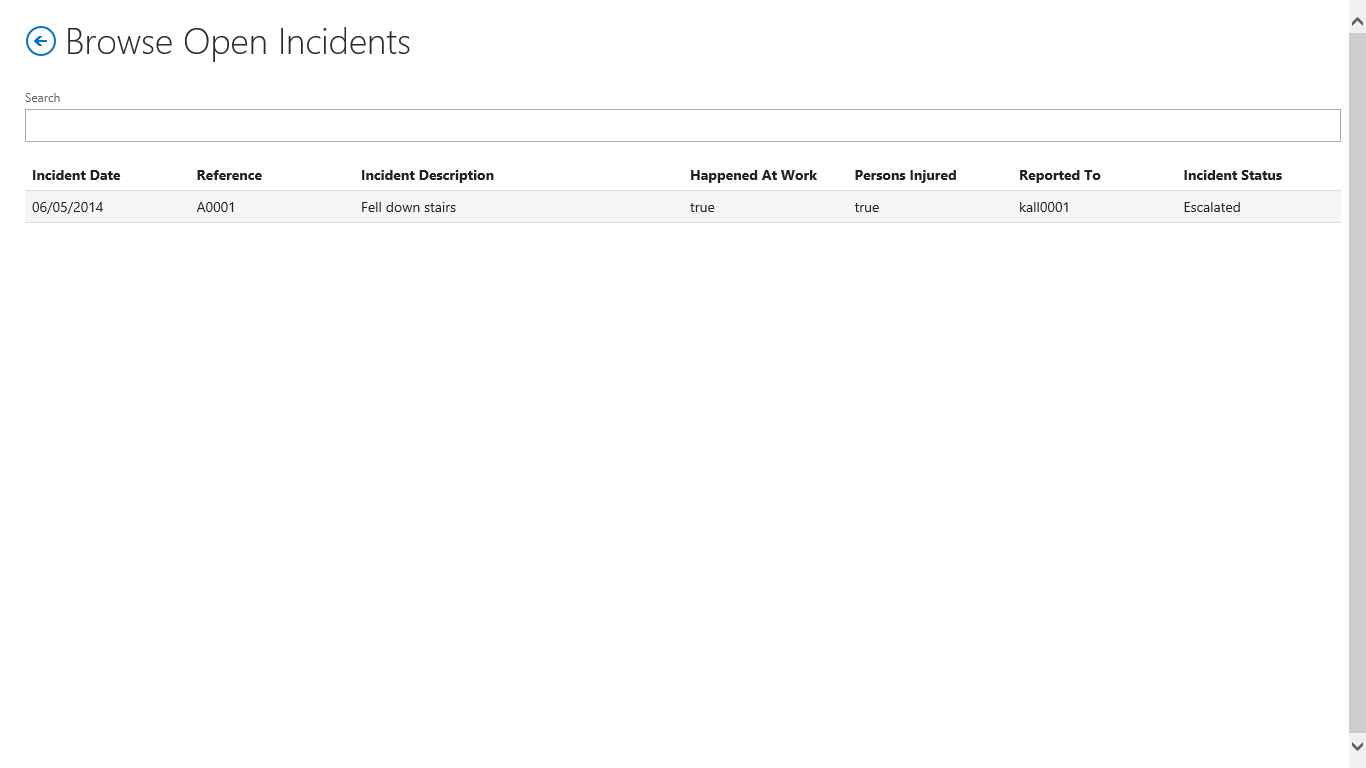 Browse Open Incidents
Search
Incident Date Reference Incident Description Happened At Work Persons Injured Reported To Incident Status
06/05/2014 A0001 Fell down stairs true true kall0001 Escalated